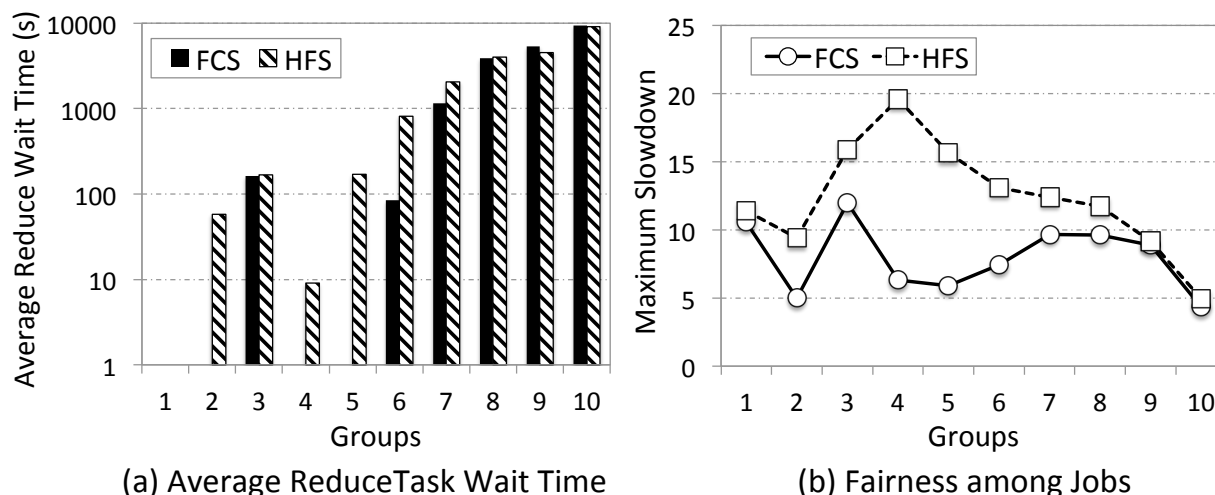 Average Reduce Wait Time (s)
10000
1000
100
10
1
FCS HFS
1 2 3 4 5 6 7 8 9 10
Groups
(a) Average ReduceTask Wait Time
Maximum Slowdown
25
20
15
10
5
0
FCS HFS
1 2 3 4 5 6 7 8 9 10
Groups
(b) Fairness among Jobs